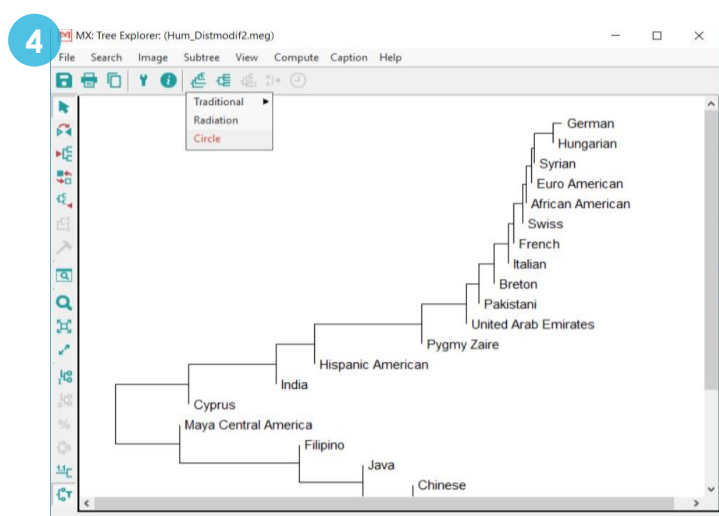 4
MX: Tree Explorer: (Hum_Distmodif2.meg)
File Search Image Subtree View Compute Caption Help
Traditional
Radiation
Circle
German
Hungarian
Syrian
Euro American
African American
Swiss
French
Italian
Breton
Pakistani
United Arab Emirates
Pygmy Zaire
Hispanic American
India
Cyprus
Maya Central America
Filipino
Java
Chinese